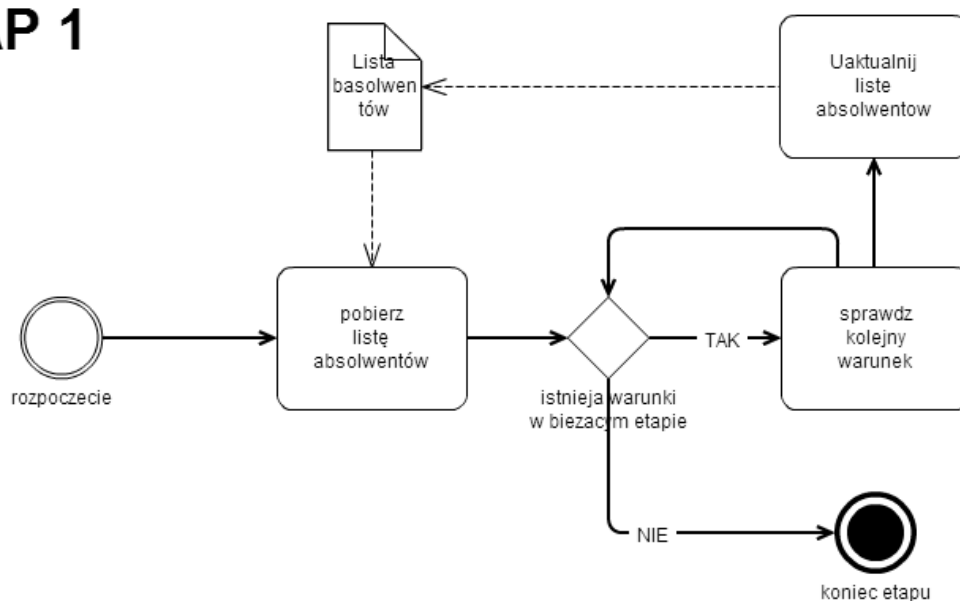 AP 1
Lista
basolwen
tów
Uaktualnij
liste
absolwentow
pobierz
listę
absolwentów
TAK
sprawdz
kolejny
warunek
rozpoczecie
istnieja warunki
w biezacym etapie
NIE
koniec etapu